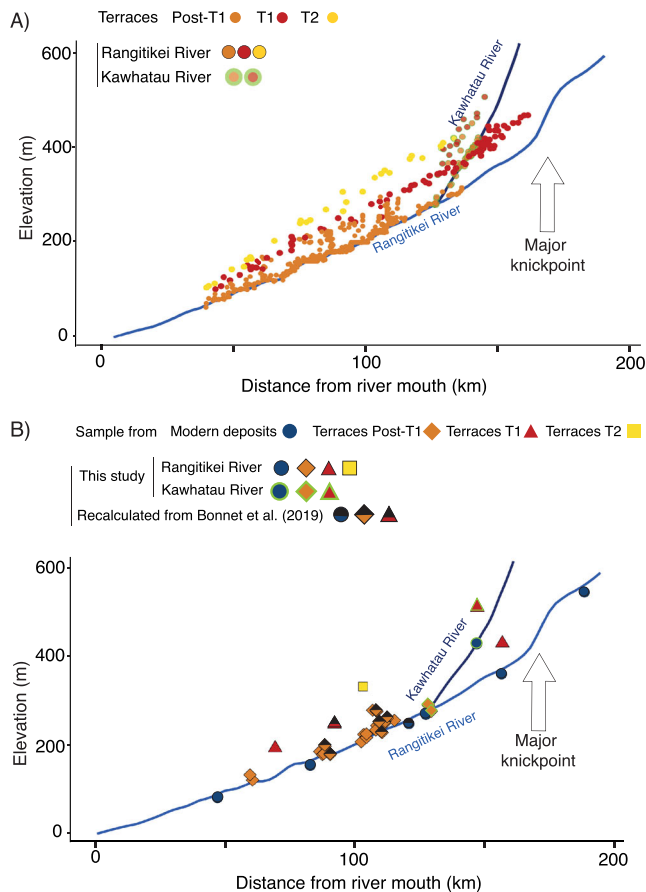 A)
Terraces Post-T1 T1 T2
Rangitikei River
Kawhatau River
600
400
200
0
Elevation (m)
Kawhatau River
Rangitikei River
Major
knickpoint
0 100 200
Distance from river mouth (km)
B)
Sample from Modern deposits Terraces Post-T1 Terraces T1 Terraces T2
This study
Rangitikei River
Kawhatau River
Recalculated from Bonnet et al. (2019)
600
400
200
0
Elevation (m)
Kawhatau River
Rangitikei River
Major
knickpoint
0 100 200
Distance from river mouth (km)